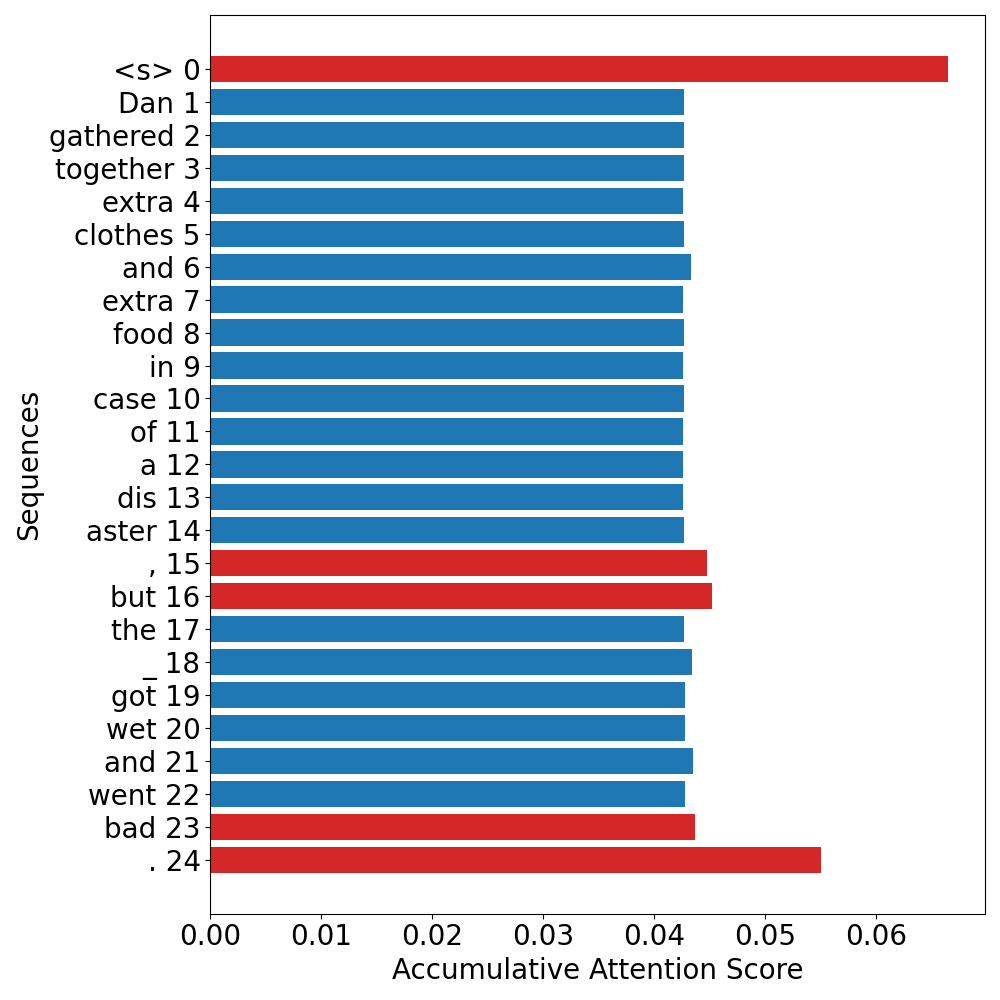 <s> 0
Dan 1
gathered 2
together 3
extra 4
clothes 5
and 6
extra 7
food 8
in 9
case 10
of 11
a 12
dis 13
aster 14
, 15
but 16
the 17
_ 18
got 19
wet 20
and 21
went 22
bad 23
. 24
Sequences
0.00 0.01 0.02 0.03 0.04 0.05 0.06
Accumulative Attention Score